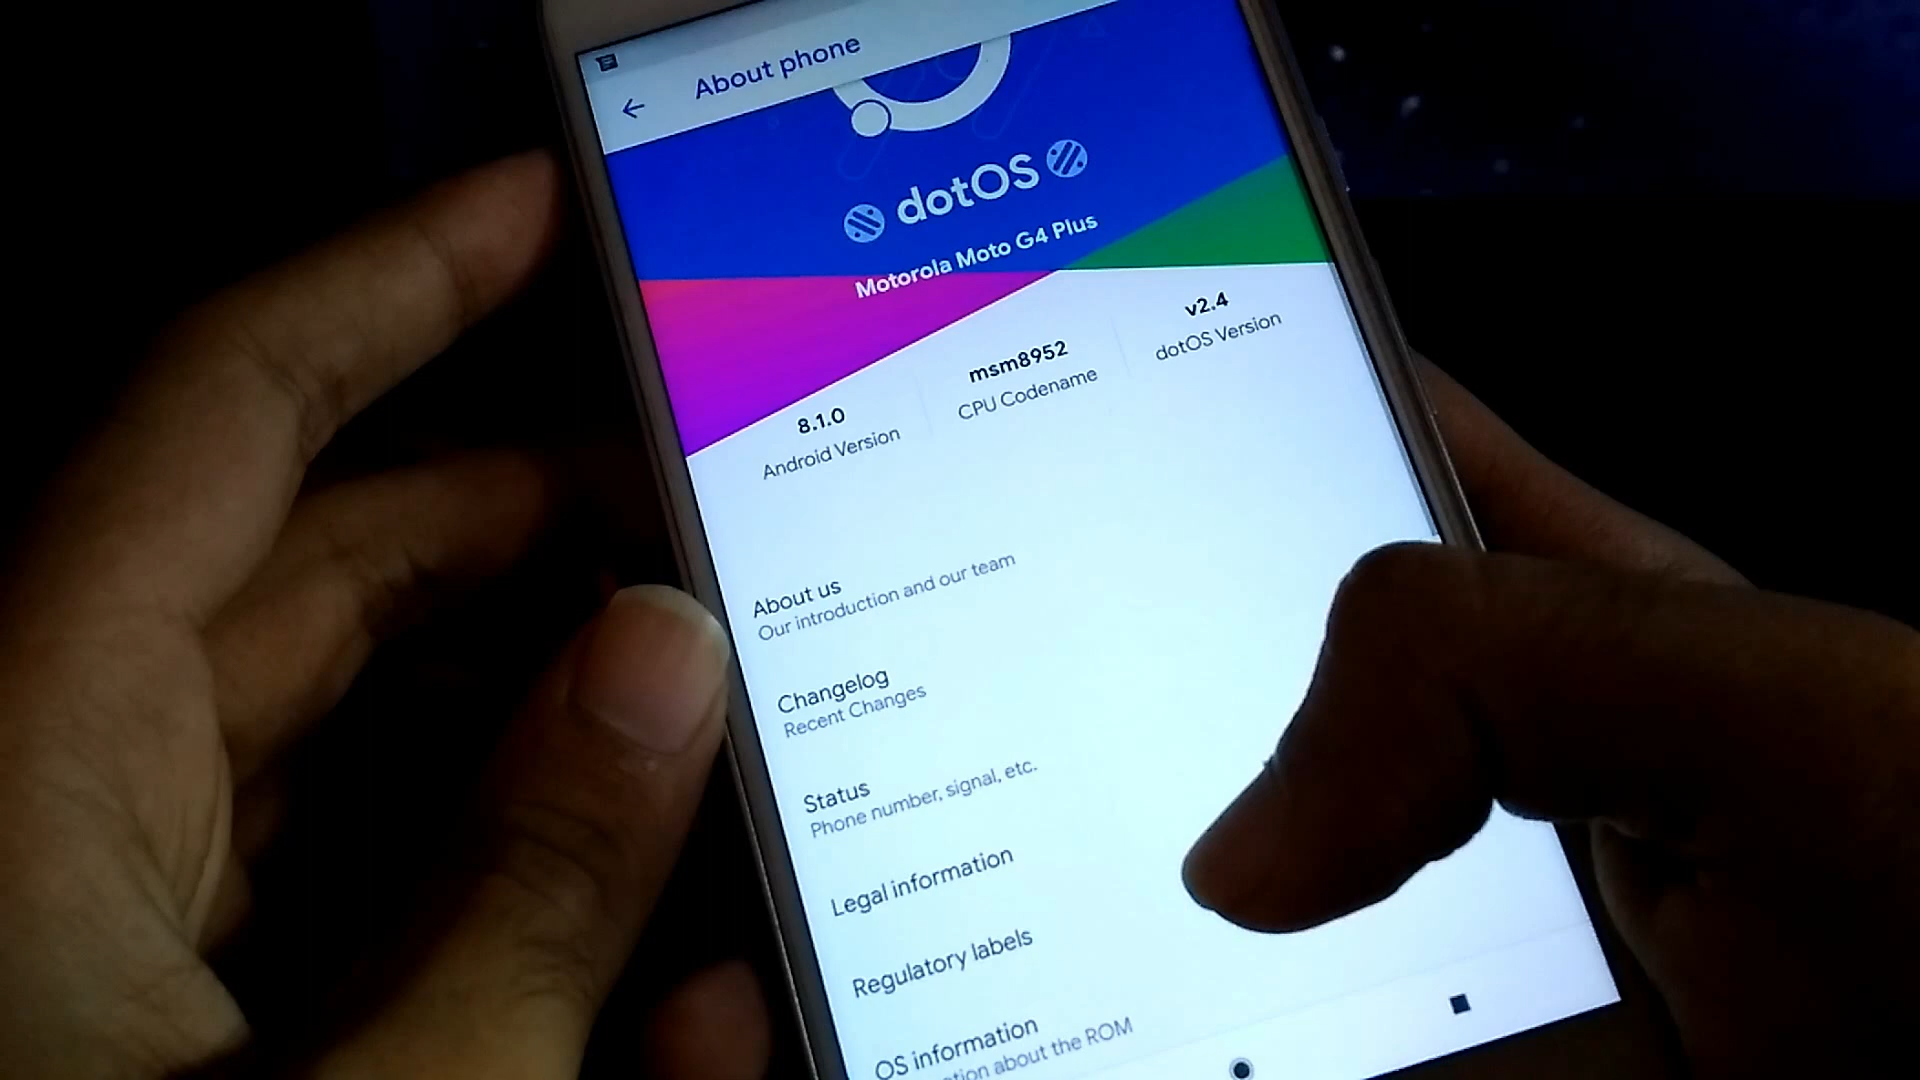 About phone
dotOS
Motorola Moto G4 Plus
8.1.0
Android Version
msm8952
CPU Codename
v2.4
dotOS Version
About us
Our introduction and our team
Changelog
Recent Changes
Status
Phone number, signal, etc.
Legal information
Regulatory labels
OS information
about the ROM